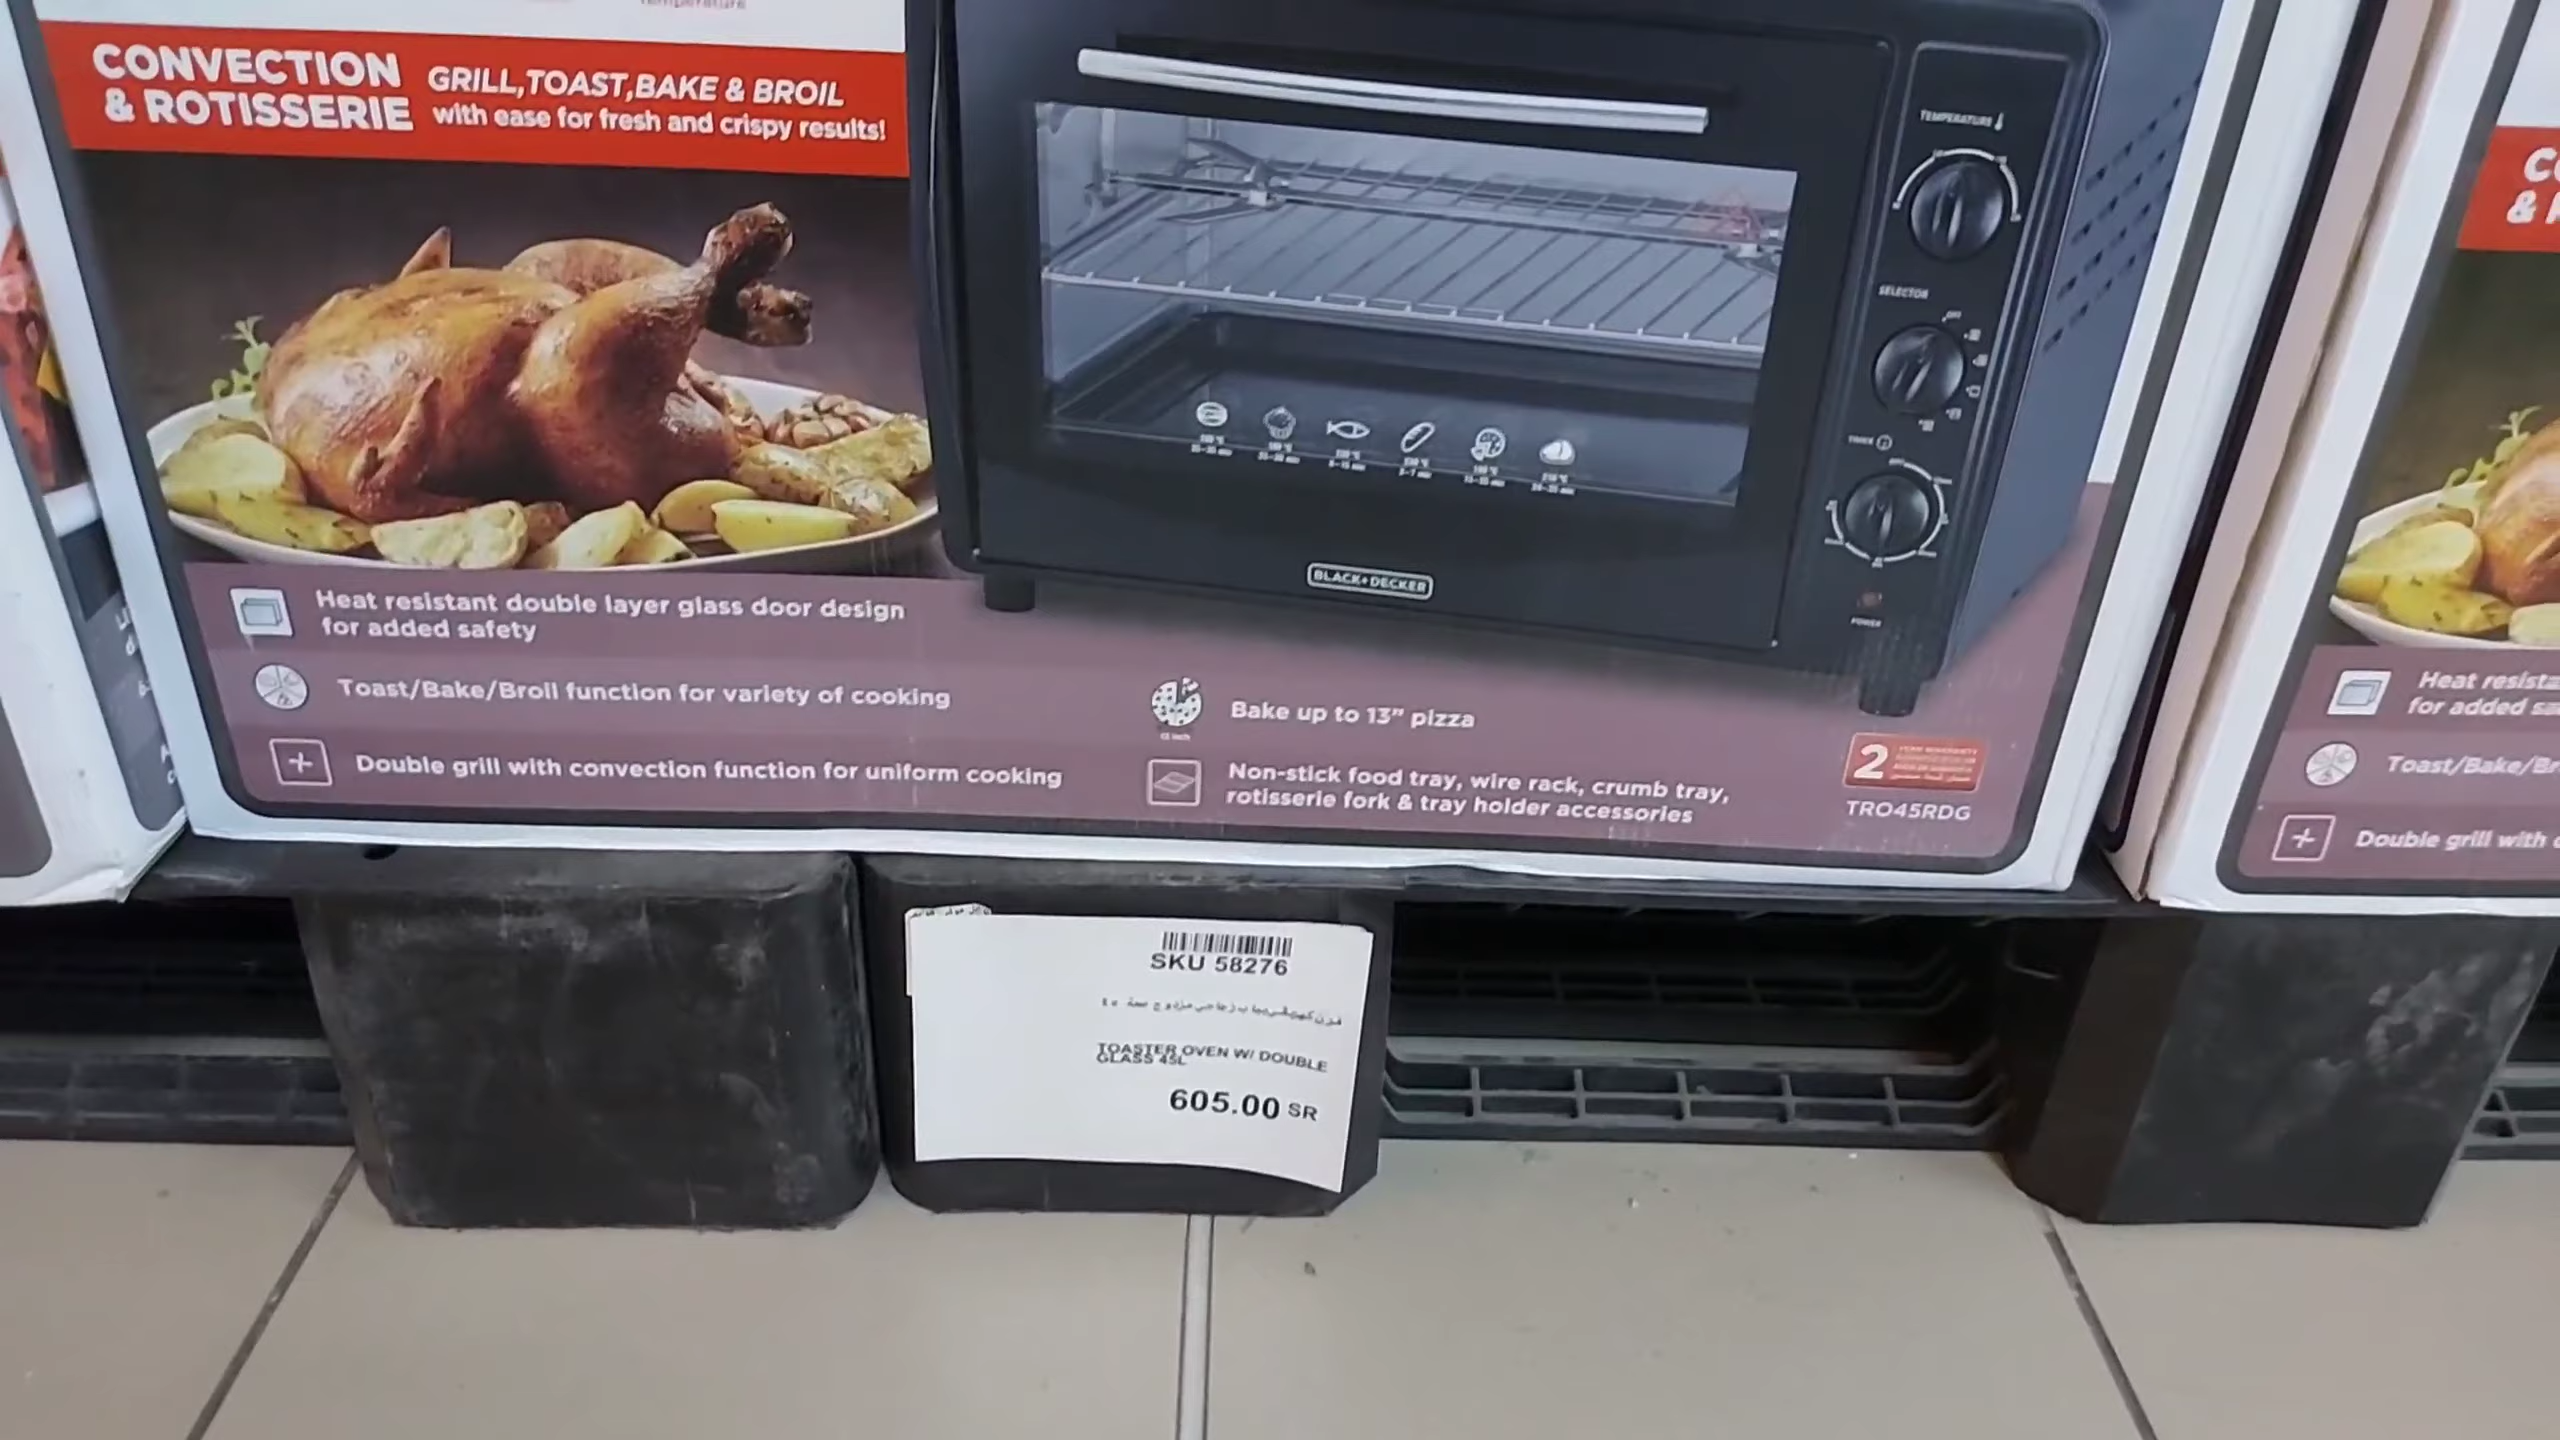 Temperature
CONVECTION
& ROTISSERIE
GRILL,TOAST,BAKE & BROIL
with ease for fresh and crispy results!
TEMPERATURE
SELECTOR
OFF
TIMER
POWER
BLACK+DECKER
Heat resistant double layer glass door design
for added safety
Toast/Bake/Broil function for variety of cooking
Double grill with convection function for uniform cooking
Bake up to 13" pizza
Non-stick food tray, wire rack, crumb tray,
rotisserie fork & tray holder accessories
2 YEAR WARRANTY
TRO45RDG
SKU 58276
TOASTER OVEN W/ DOUBLE
GLASS 45L
605.00 SR
Heat resista
for added sa
Toast/Bake/Br
Double grill with c